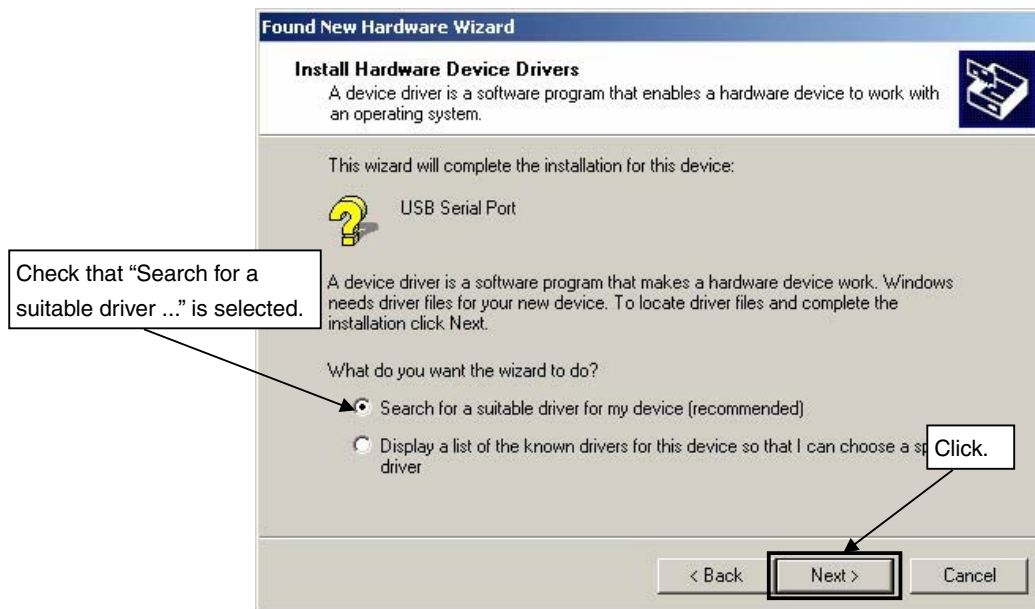 Found New Hardware Wizard
Install Hardware Device Drivers
A device driver is a software program that enables a hardware device to work with
an operating system.
This wizard will complete the installation for this device:
USB Serial Port
Check that “Search for a
suitable driver ...” is selected.
A device driver is a software program that makes a hardware device work. Windows
needs driver files for your new device. To locate driver files and complete the
installation click Next.
What do you want the wizard to do?
Search for a suitable driver for my device (recommended)
Display a list of the known drivers for this device so that I can choose a
driver
Click.
< Back
Next >
Cancel